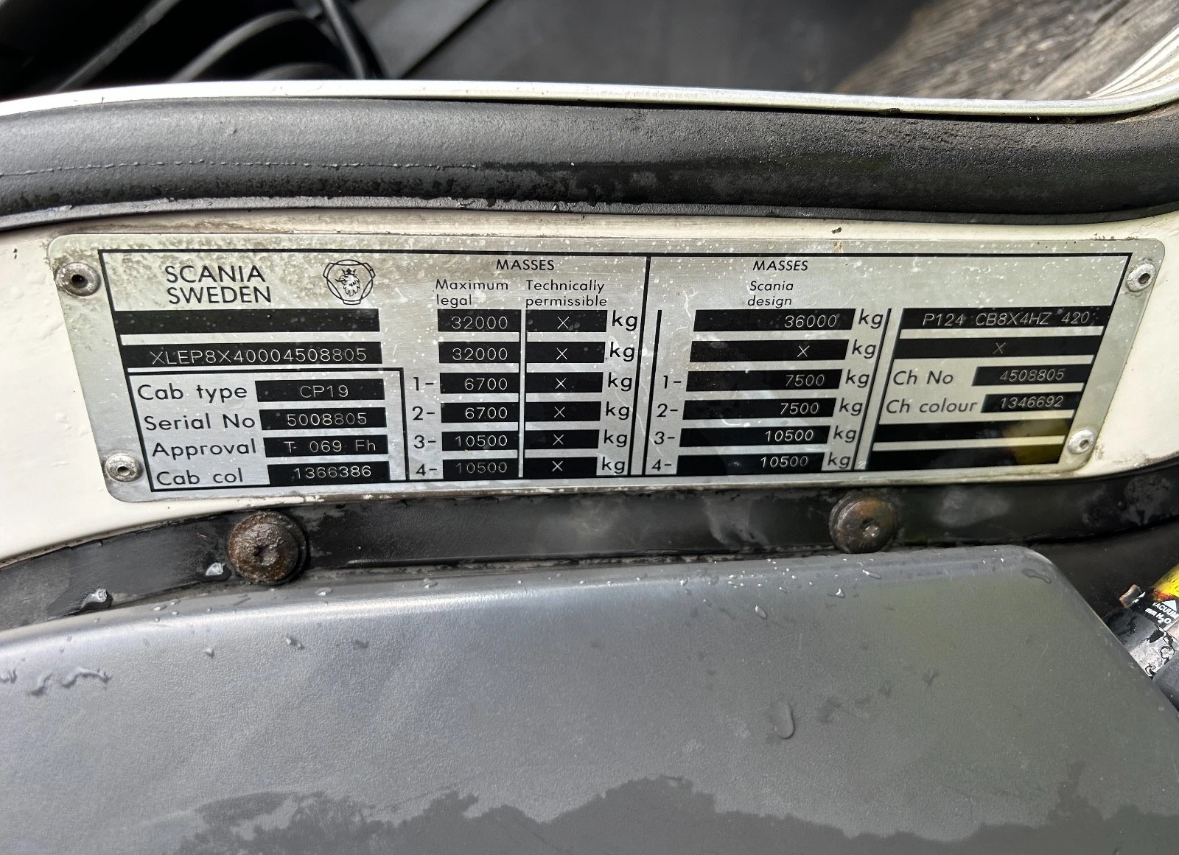 SCANIA
SWEDEN
MASSES
Maximum legal
Technically permissible
MASSES
Scania design
32000 X kg
36000 kg
P124 CB8X4HZ 420
XLEP8X40004508805
32000 X kg
X kg
X
Cab type CP19
1- 6700 X kg
1- 7500 kg
Ch No 4508805
Serial No 5008805
2- 6700 X kg
2- 7500 kg
Ch colour 1346692
Approval T 069 Fh
3- 10500 X kg
3- 10500 kg
Cab col 1366386
4- 10500 X kg
4- 10500 kg
VACUUM
mm H₂O